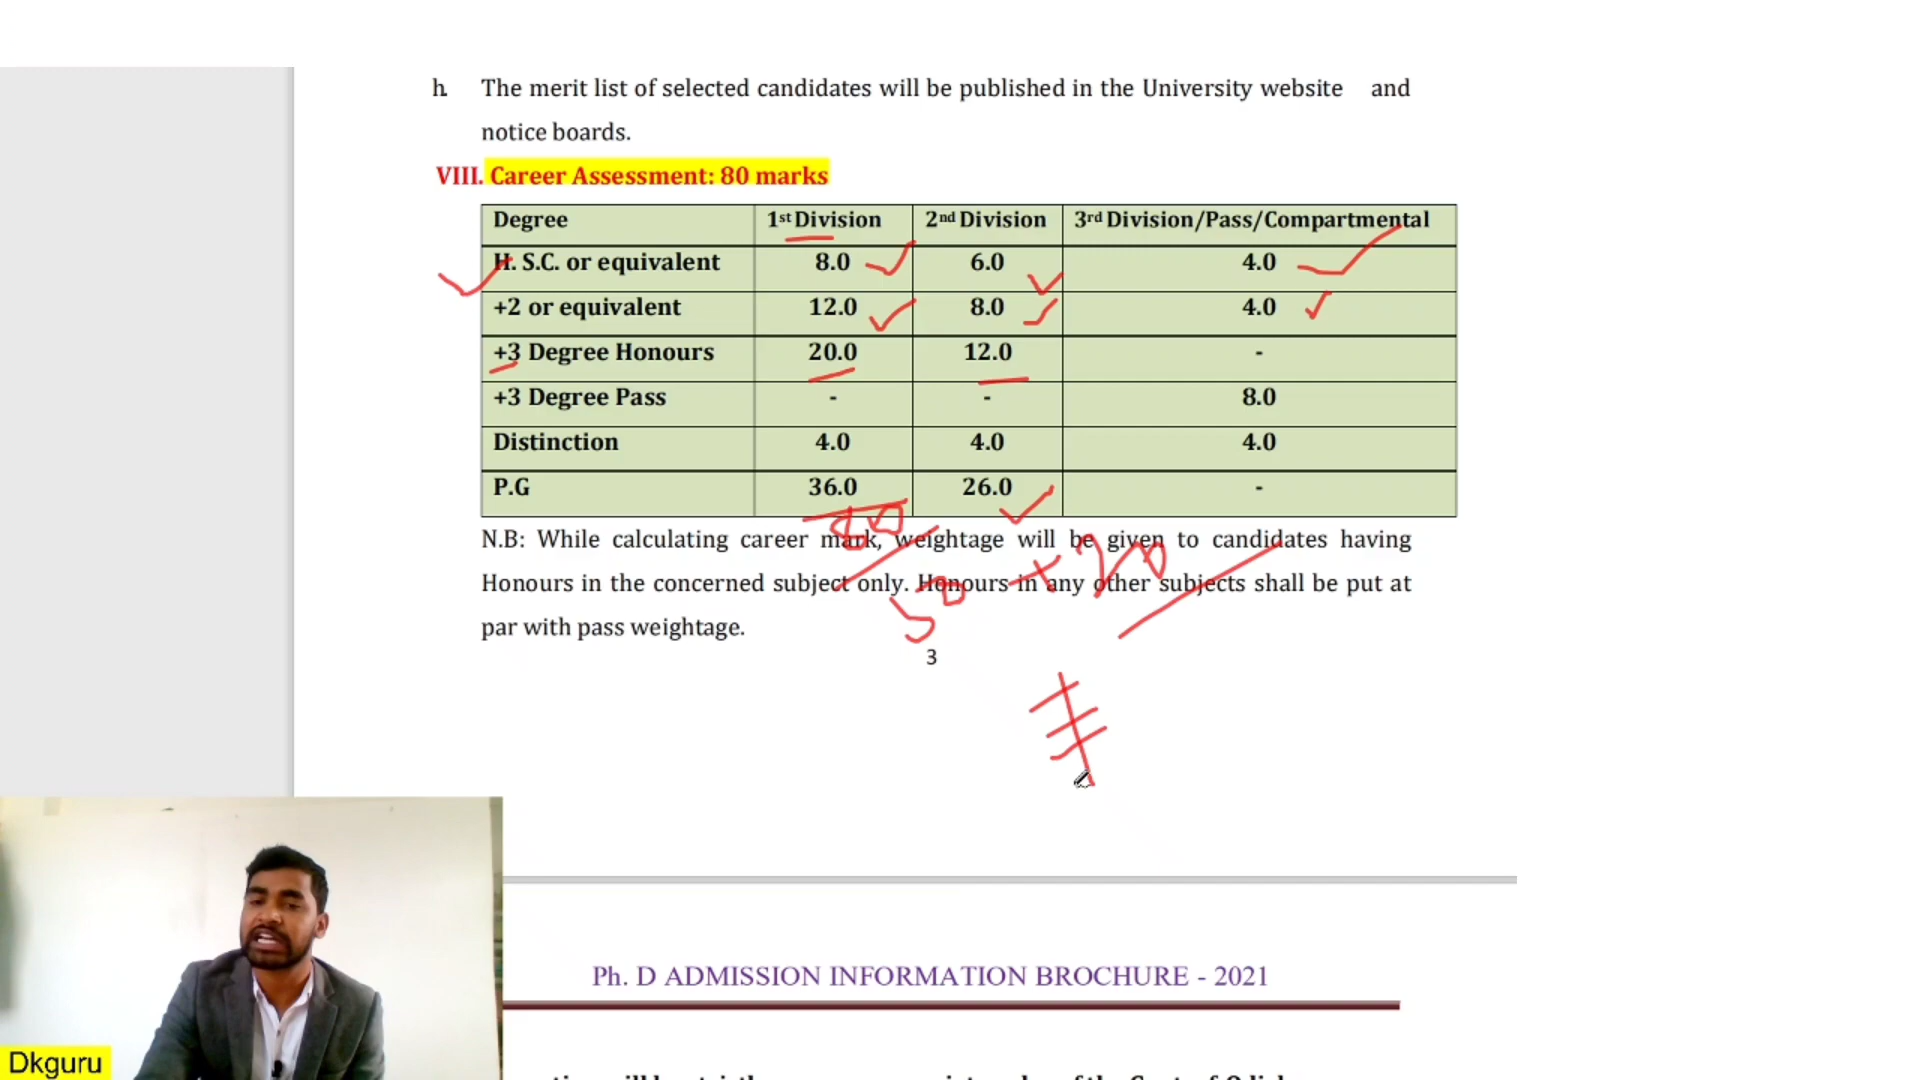 h. The merit list of selected candidates will be published in the University website and
notice boards.
VIII. Career Assessment: 80 marks
Degree 1st Division 2nd Division 3rd Division/Pass/Compartmental
H. S.C. or equivalent 8.0 6.0 4.0
+2 or equivalent 12.0 8.0 4.0
+3 Degree Honours 20.0 12.0 -
+3 Degree Pass - - 8.0
Distinction 4.0 4.0 4.0
P.G 36.0 26.0 -
80
N.B: While calculating career mark, weightage will be given to candidates having
Honours in the concerned subject only. Honours in any other subjects shall be put at
50 + 20
par with pass weightage.
3
Ph. D ADMISSION INFORMATION BROCHURE - 2021
Dkguru